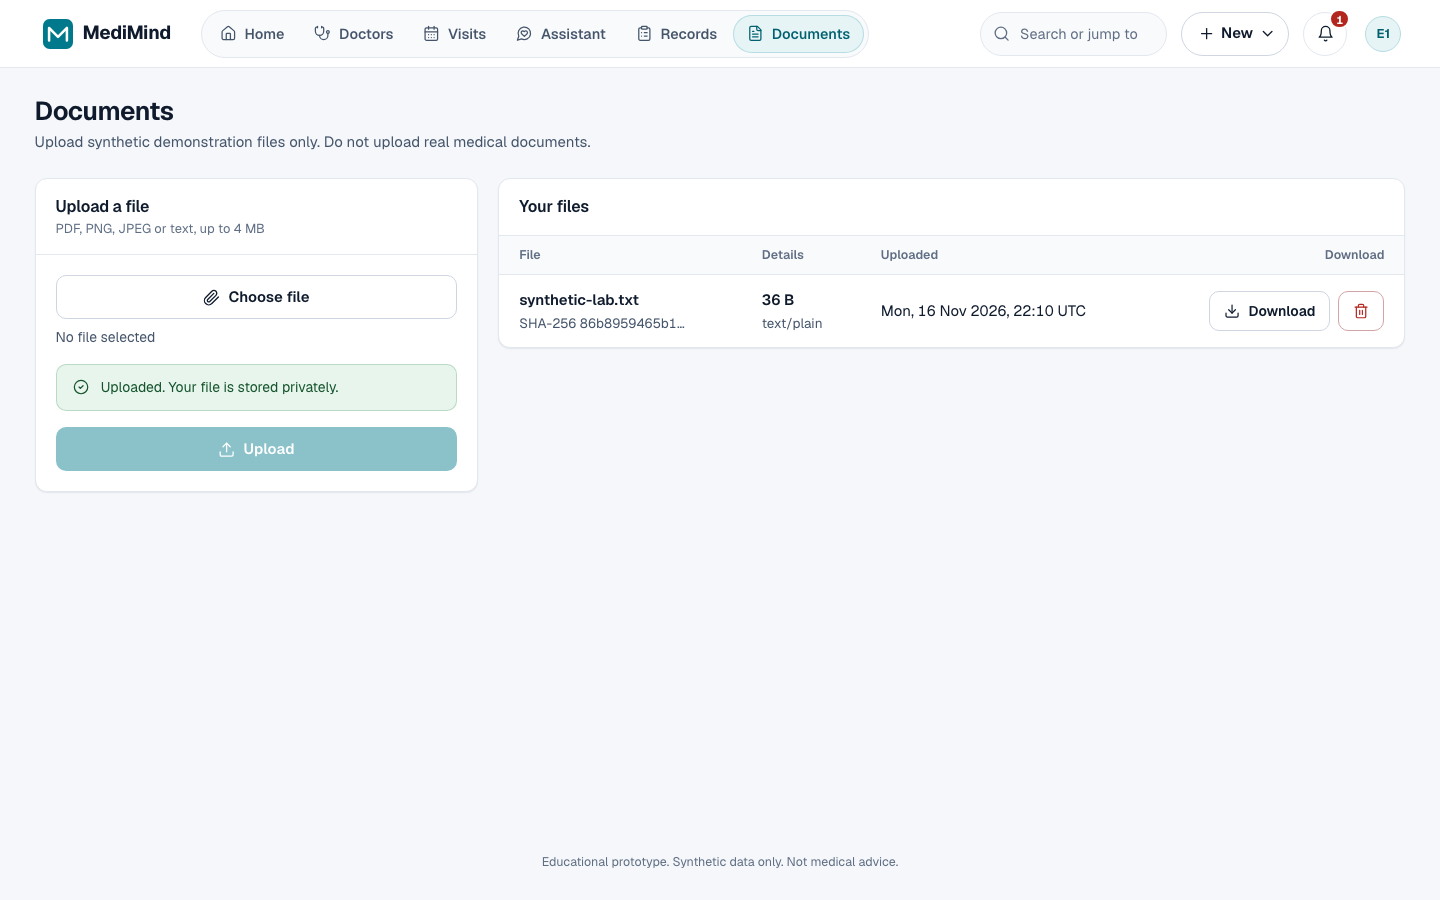 MediMind
Home
Doctors
Visits
Assistant
Records
Documents
Search or jump to
New
1
E1
Documents
Upload synthetic demonstration files only. Do not upload real medical documents.
Upload a file
PDF, PNG, JPEG or text, up to 4 MB
Choose file
No file selected
Uploaded. Your file is stored privately.
Upload
Your files
File Details Uploaded Download
synthetic-lab.txt
SHA-256 86b8959465b1…
36 B
text/plain
Mon, 16 Nov 2026, 22:10 UTC
Download
Educational prototype. Synthetic data only. Not medical advice.